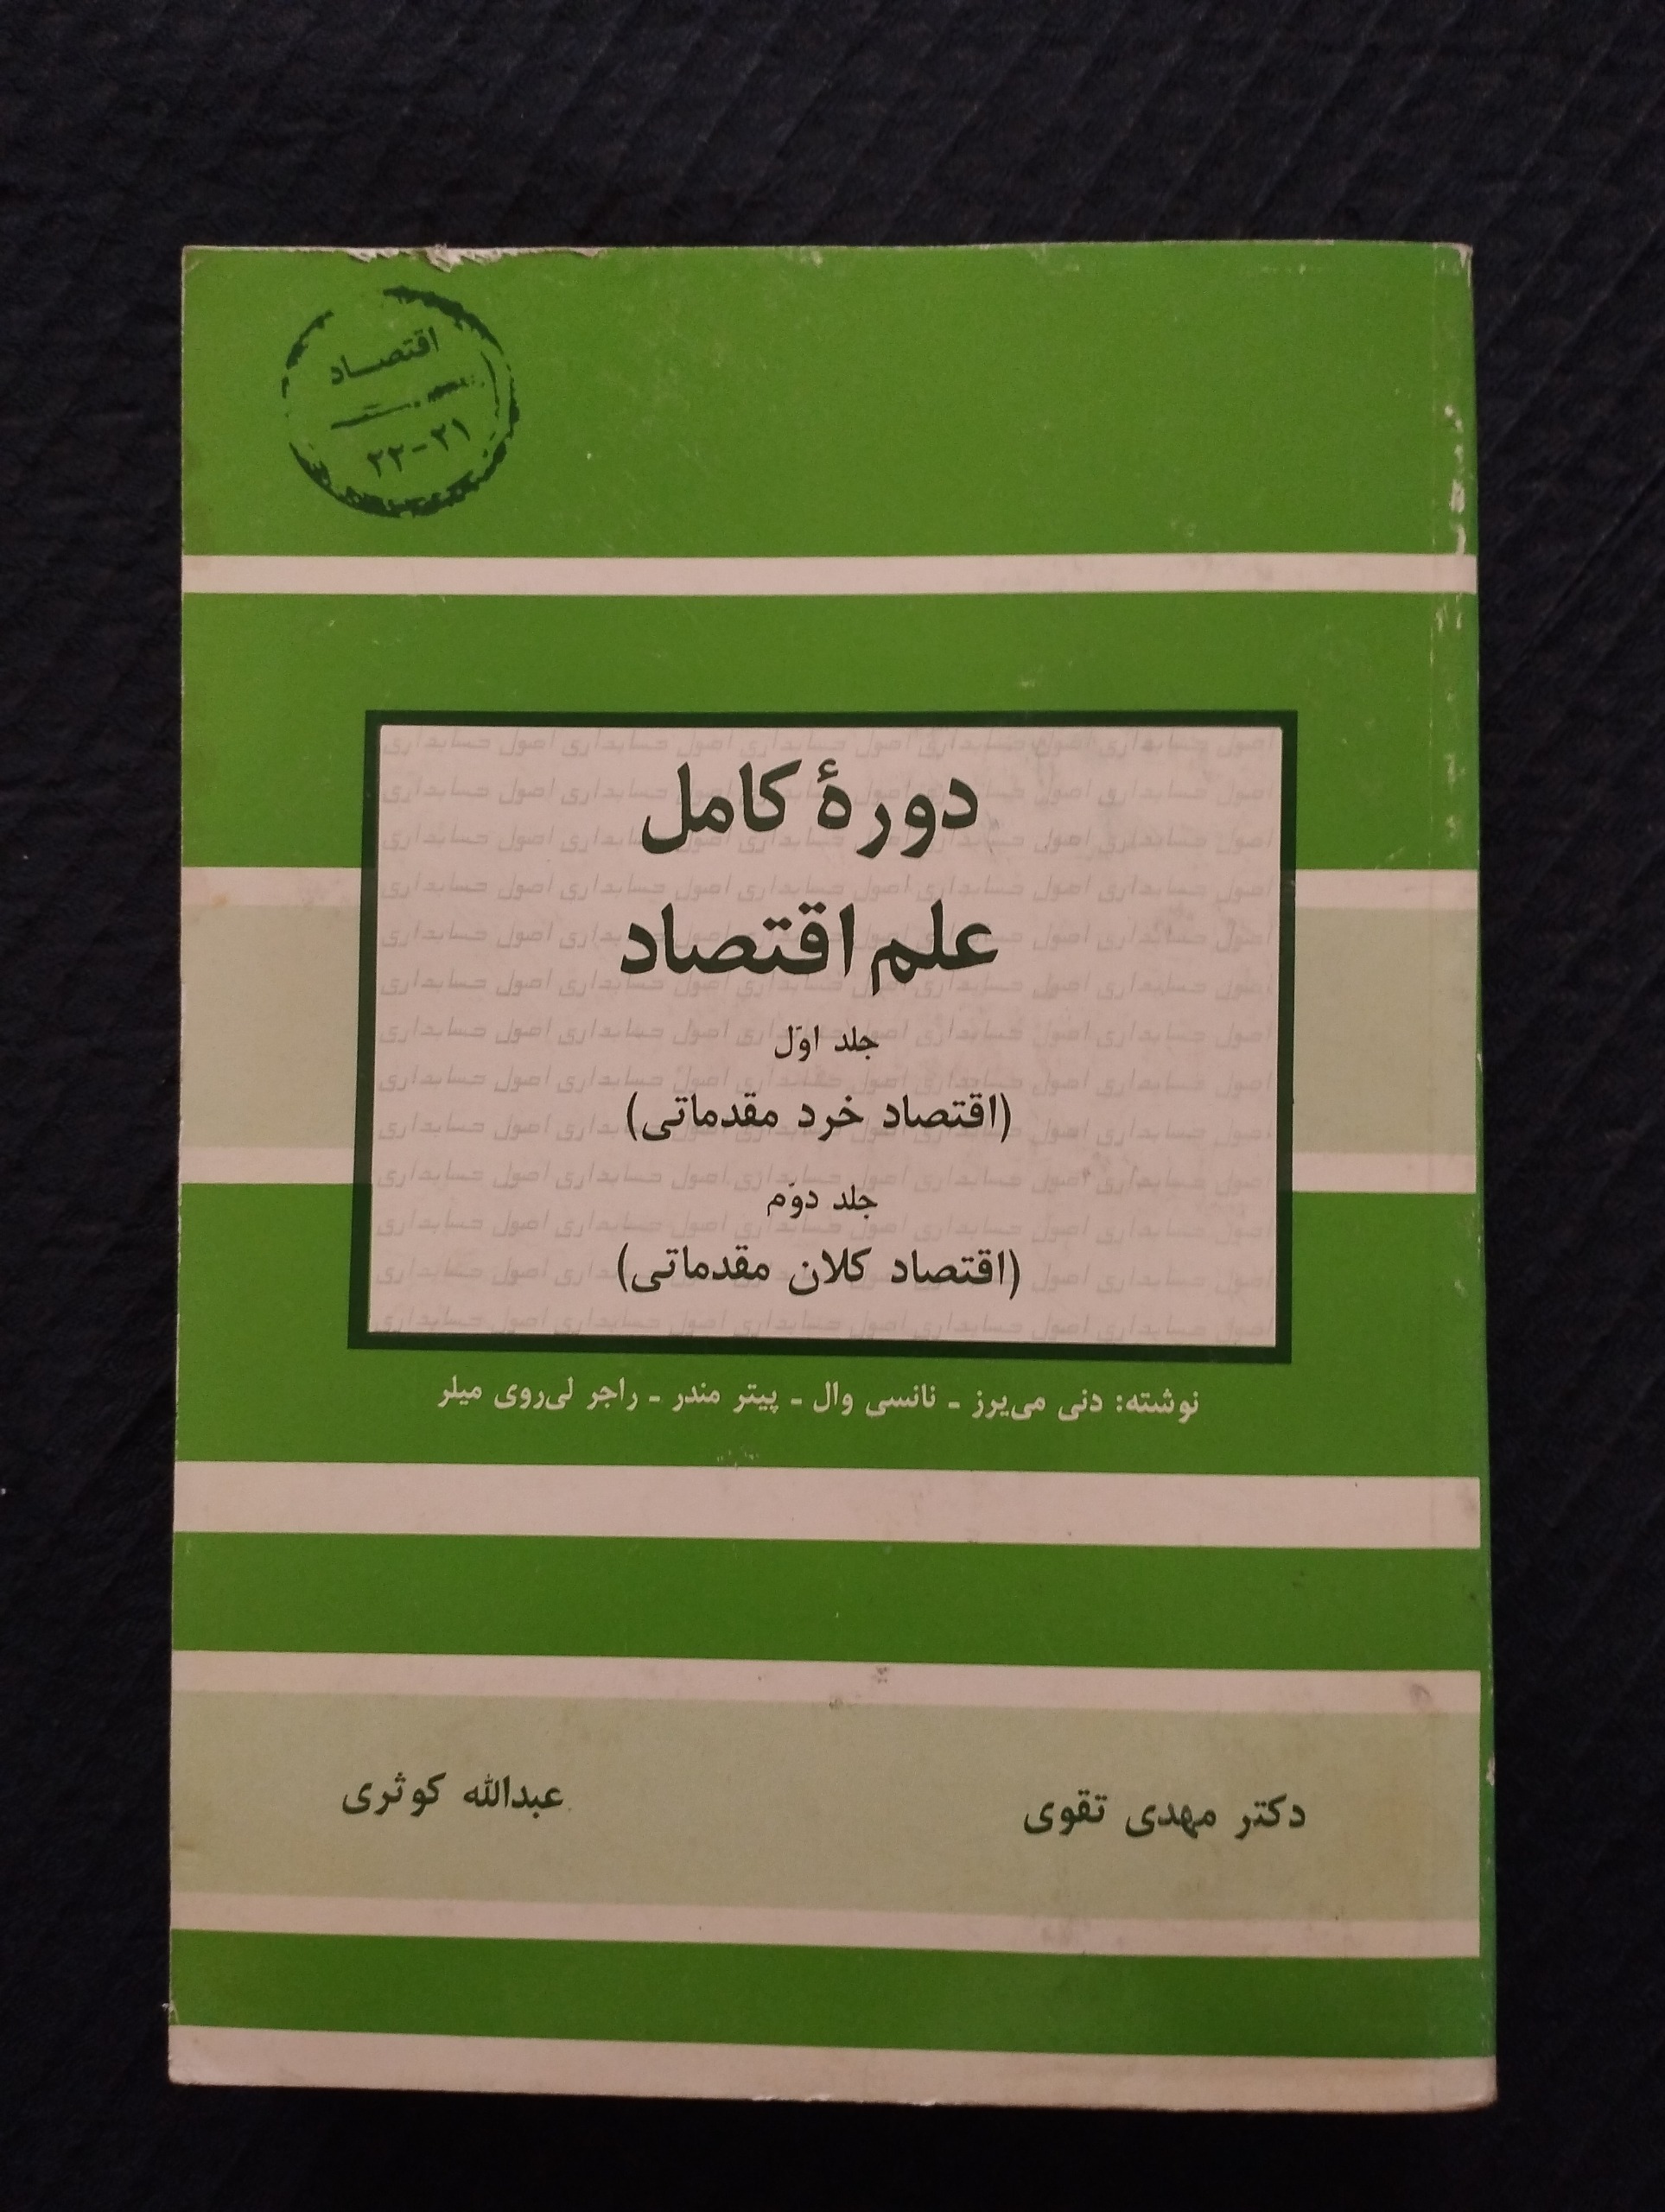 اقتصاد
۲۲-۲۱
دورهٔ کامل
علم اقتصاد
جلد اوّل
(اقتصاد خرد مقدماتی)
جلد دوّم
(اقتصاد کلان مقدماتی)
نوشته: دنی می‌یرز ـ نانسی وال ـ پیتر مندر ـ راجر لی‌روی میلر
دکتر مهدی تقوی
عبدالله کوثری